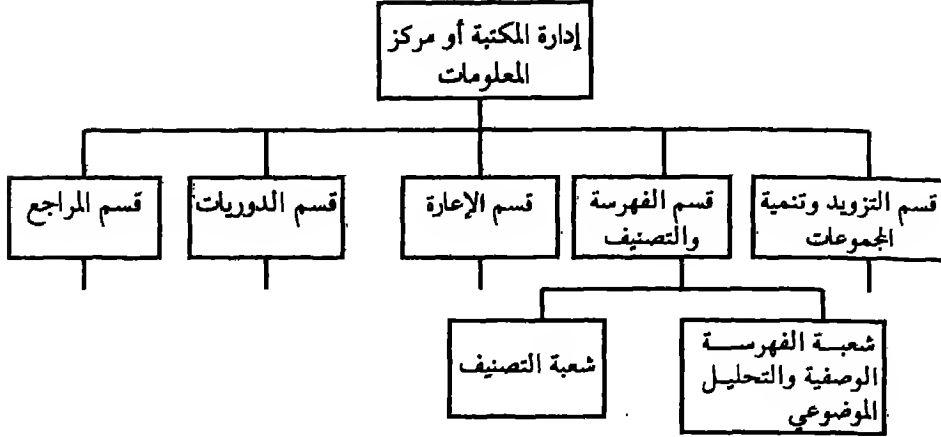 إدارة المكتبة أو مركز
المعلومات
قسم التزويد وتنمية
المجموعات
قسم الفهرسة
والتصنيف
قسم الإعارة
قسم الدوريات
قسم المراجع
شعبة الفهرسة
الوصفية والتحليل
الموضوعي
شعبة التصنيف